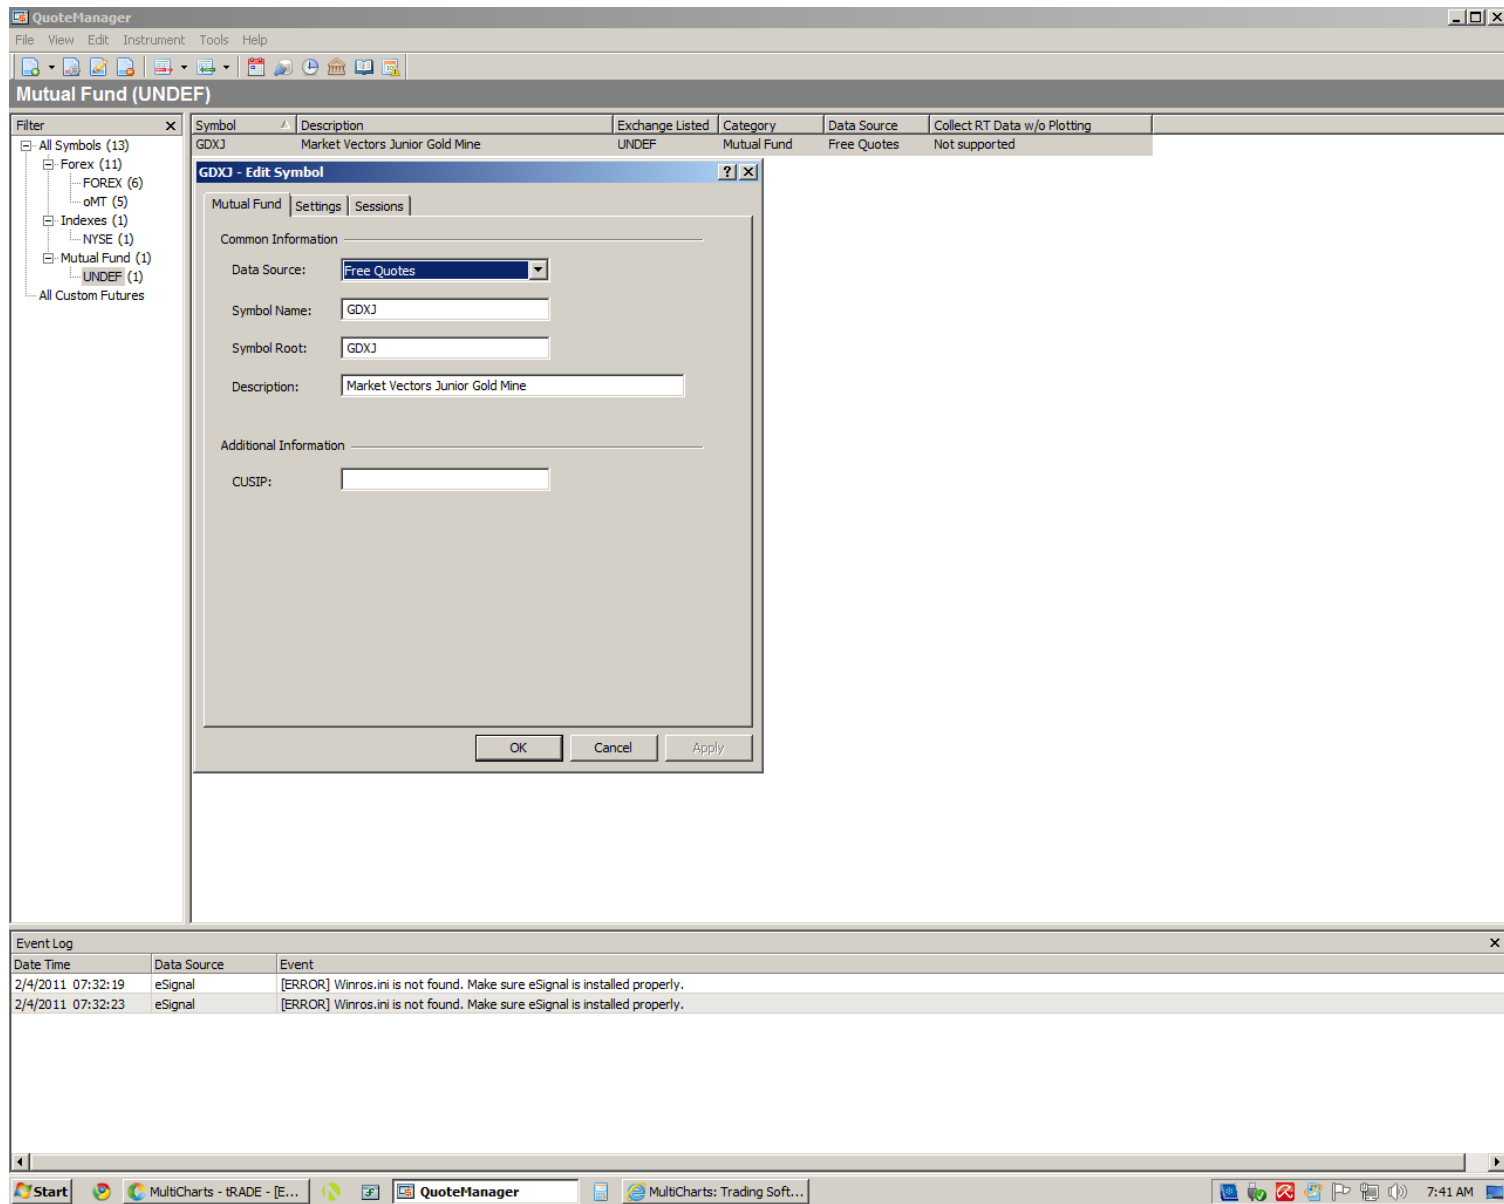 QuoteManager
File View Edit Instrument Tools Help
Mutual Fund (UNDEF)
Filter
Symbol Description Exchange Listed Category Data Source Collect RT Data w/o Plotting
All Symbols (13)
GDXJ Market Vectors Junior Gold Mine UNDEF Mutual Fund Free Quotes Not supported
Forex (11)
FOREX (6)
oMT (5)
Indexes (1)
NYSE (1)
Mutual Fund (1)
UNDEF (1)
All Custom Futures
GDXJ - Edit Symbol
Mutual Fund Settings Sessions
Common Information
Data Source: Free Quotes
Symbol Name: GDXJ
Symbol Root: GDXJ
Description: Market Vectors Junior Gold Mine
Additional Information
CUSIP:
OK Cancel Apply
Event Log
Date Time Data Source Event
2/4/2011 07:32:19 eSignal [ERROR] Winros.ini is not found. Make sure eSignal is installed properly.
2/4/2011 07:32:23 eSignal [ERROR] Winros.ini is not found. Make sure eSignal is installed properly.
Start MultiCharts - tRADE - [E... QuoteManager MultiCharts: Trading Soft... 7:41 AM